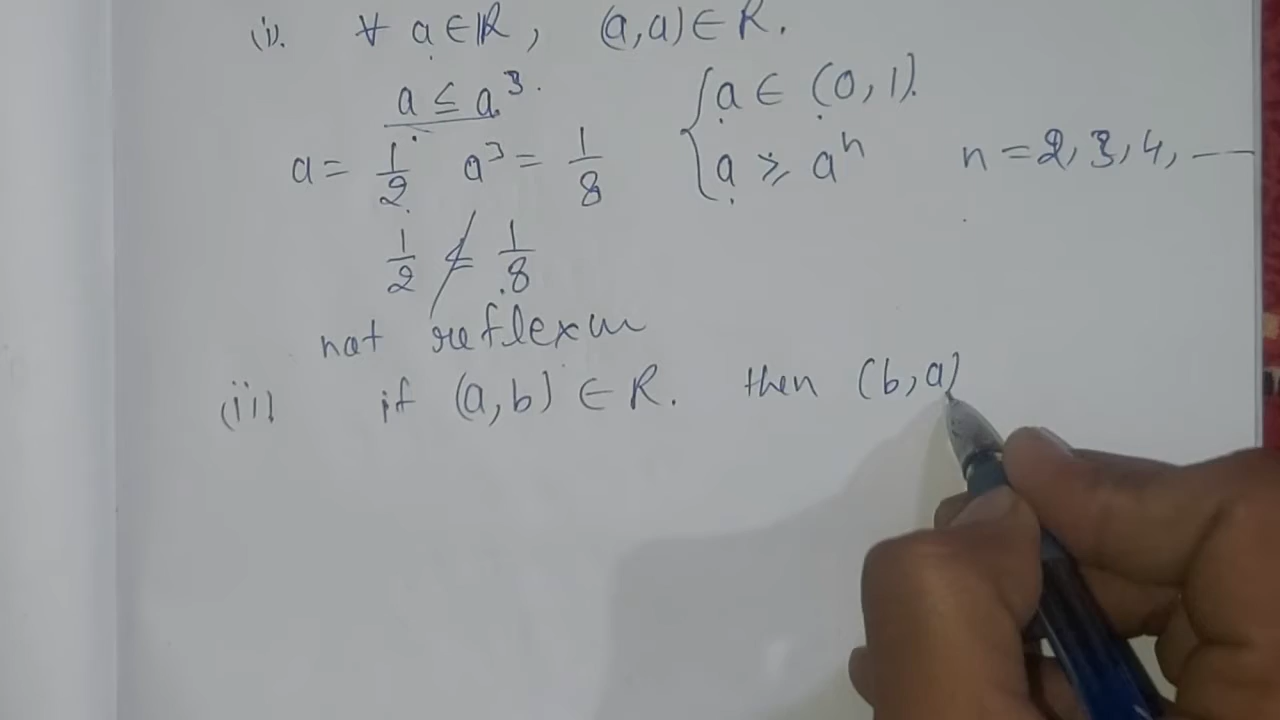 (i). ∀ a ∈ ℝ, (a,a) ∈ R.
a ≤ a³. { a ∈ (0,1).
a = 1/2 a³ = 1/8 { a ⩾ aⁿ n = 2, 3, 4, —
1/2 ≰ 1/8
not reflexive
(ii) if (a,b) ∈ R. then (b,a)